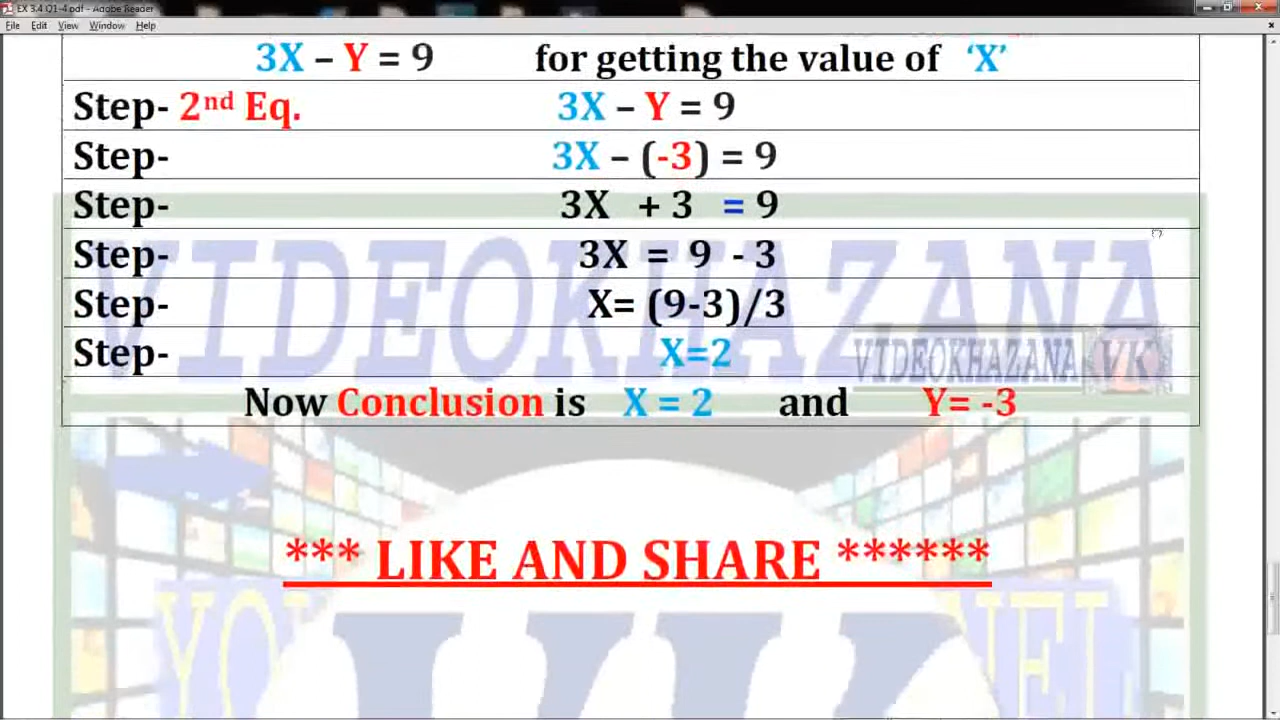 EX 3.4 Q1-4.pdf - Adobe Reader
File Edit View Window Help
3X – Y = 9 for getting the value of ‘X’
Step- 2nd Eq. 3X – Y = 9
Step- 3X – (-3) = 9
Step- 3X + 3 = 9
Step- 3X = 9 - 3
Step- X= (9-3)/3
Step- X=2
Now Conclusion is X = 2 and Y= -3
VIDEOKHAZANA
VIDEOKHAZANA VK
*** LIKE AND SHARE ******
VK